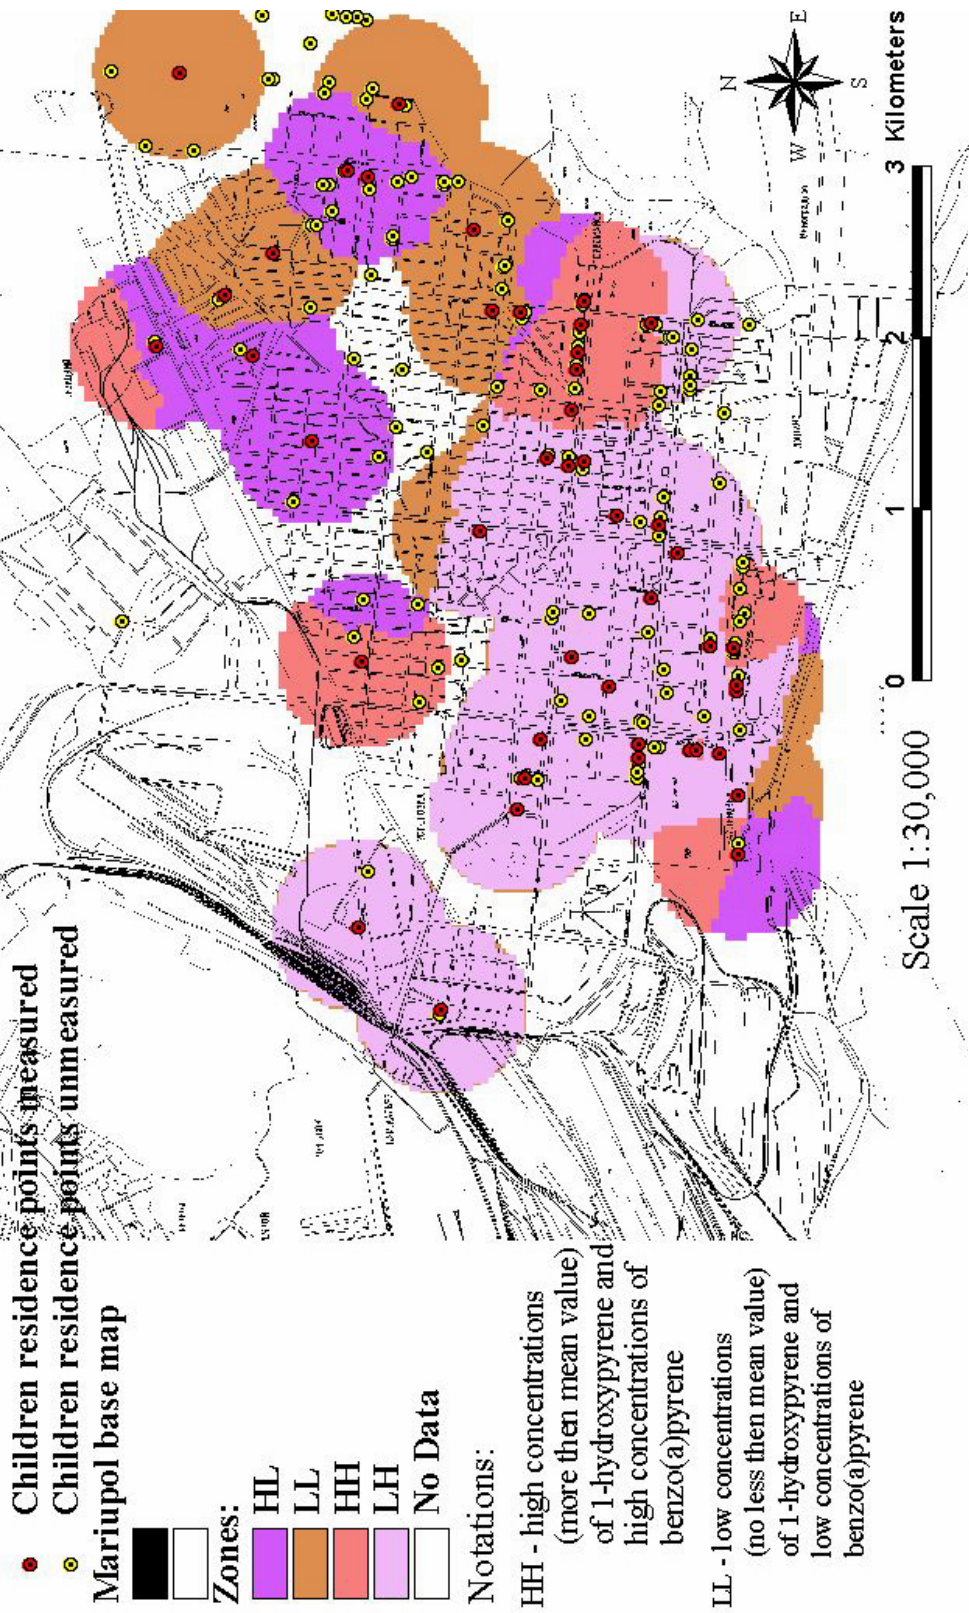 Children residence points measured
Children residence points unmeasured
Mariupol base map
Zones:
HL
LL
HH
LH
No Data
Notations:
HH - high concentrations
(more then mean value)
of 1-hydroxypyrene and
high concentrations of
benzo(a)pyrene
LL - low concentrations
(no less then mean value)
of 1-hydroxypyrene and
low concentrations of
benzo(a)pyrene
N
W
E
S
0
1
2
3 Kilometers
Scale 1:30,000